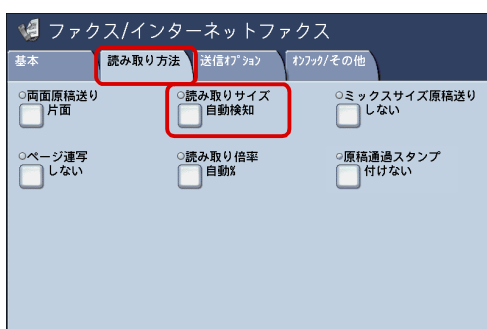 ファクス/インターネットファクス
基本 読み取り方法 送信ｵﾌﾟｼｮﾝ ｵﾝﾌｯｸ/その他
○両面原稿送り ○読み取りサイズ ○ミックスサイズ原稿送り
片面 自動検知 しない
○ページ連写 ○読み取り倍率 ○原稿通過スタンプ
しない 自動% 付けない